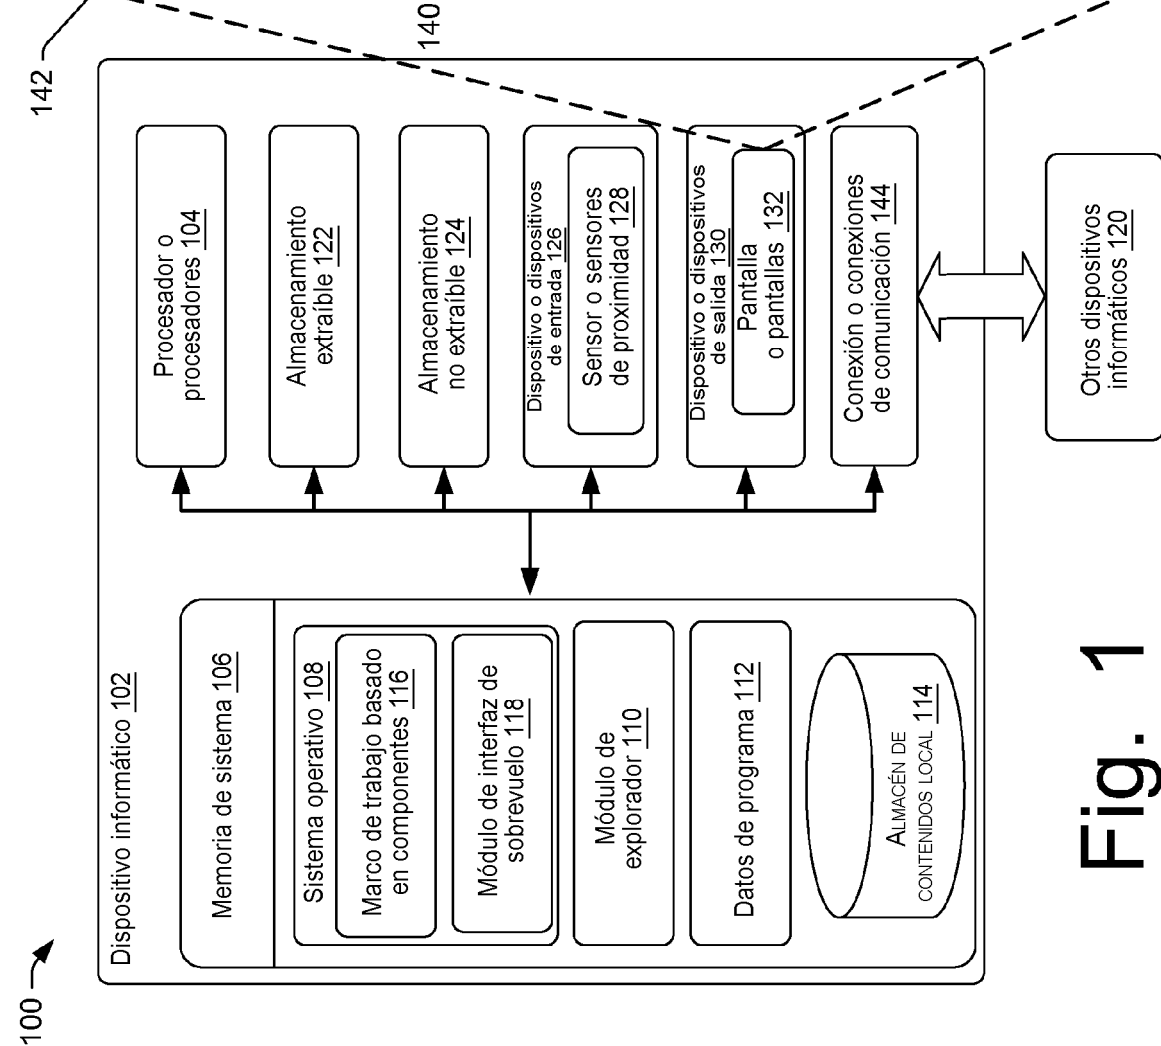 100
Dispositivo informático 102
Memoria de sistema 106
Sistema operativo 108
Marco de trabajo basado
en componentes 116
Módulo de interfaz de
sobrevuelo 118
Módulo de
explorador 110
Datos de programa 112
ALMACÉN DE
CONTENIDOS LOCAL 114
142
140
Procesador o
procesadores 104
Almacenamiento
extraíble 122
Almacenamiento
no extraíble 124
Dispositivo o dispositivos
de entrada 126
Sensor o sensores
de proximidad 128
Dispositivo o dispositivos
de salida 130
Pantalla
o pantallas 132
Conexión o conexiones
de comunicación 144
Otros dispositivos
informáticos 120
Fig. 1